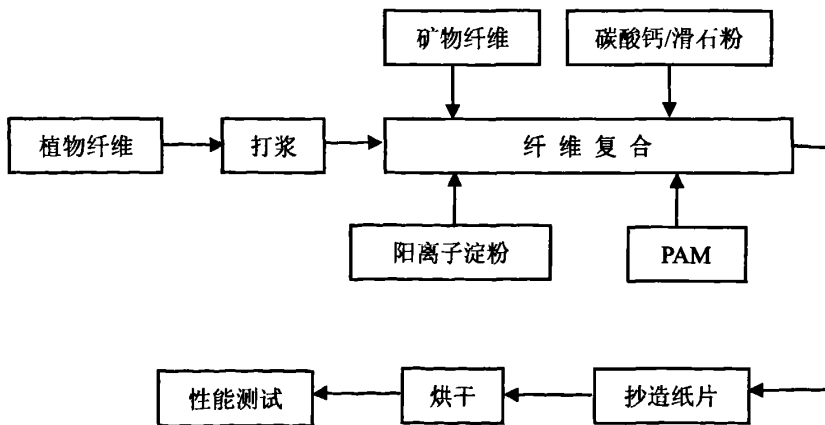 矿物纤维
碳酸钙/滑石粉
植物纤维
打浆
纤维复合
阳离子淀粉
PAM
性能测试
烘干
抄造纸片